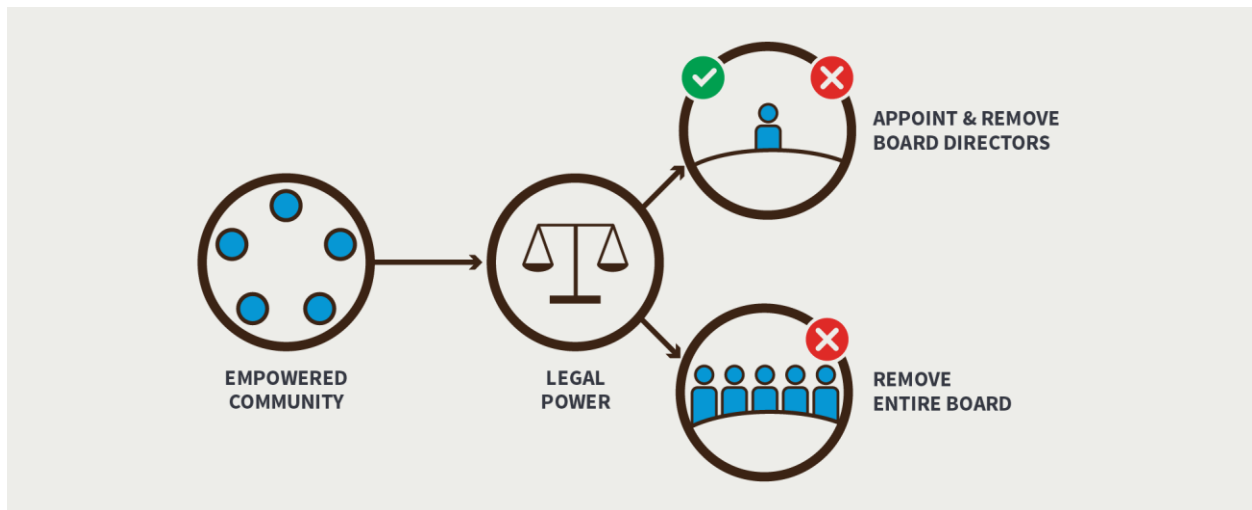 EMPOWERED
COMMUNITY
LEGAL
POWER
APPOINT & REMOVE
BOARD DIRECTORS
REMOVE
ENTIRE BOARD